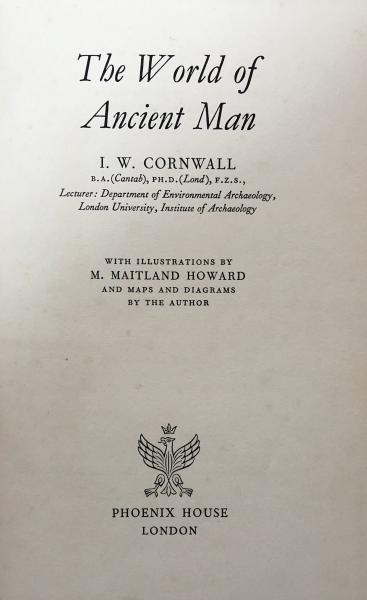 The World of
Ancient Man
I. W. CORNWALL
B.A.(Cantab), PH.D.(Lond), F.Z.S.,
Lecturer: Department of Environmental Archaeology,
London University, Institute of Archaeology
WITH ILLUSTRATIONS BY
M. MAITLAND HOWARD
AND MAPS AND DIAGRAMS
BY THE AUTHOR
PHOENIX HOUSE
LONDON